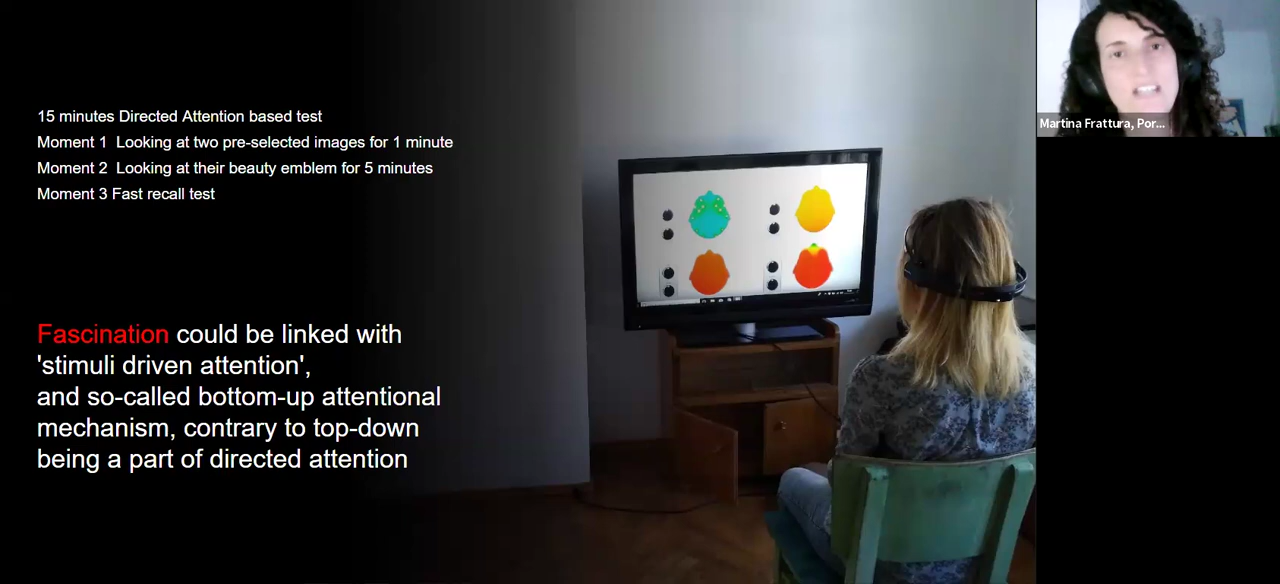 15 minutes Directed Attention based test
Moment 1 Looking at two pre-selected images for 1 minute
Moment 2 Looking at their beauty emblem for 5 minutes
Moment 3 Fast recall test
Fascination could be linked with
'stimuli driven attention',
and so-called bottom-up attentional
mechanism, contrary to top-down
being a part of directed attention
Martina Frattura, Por...